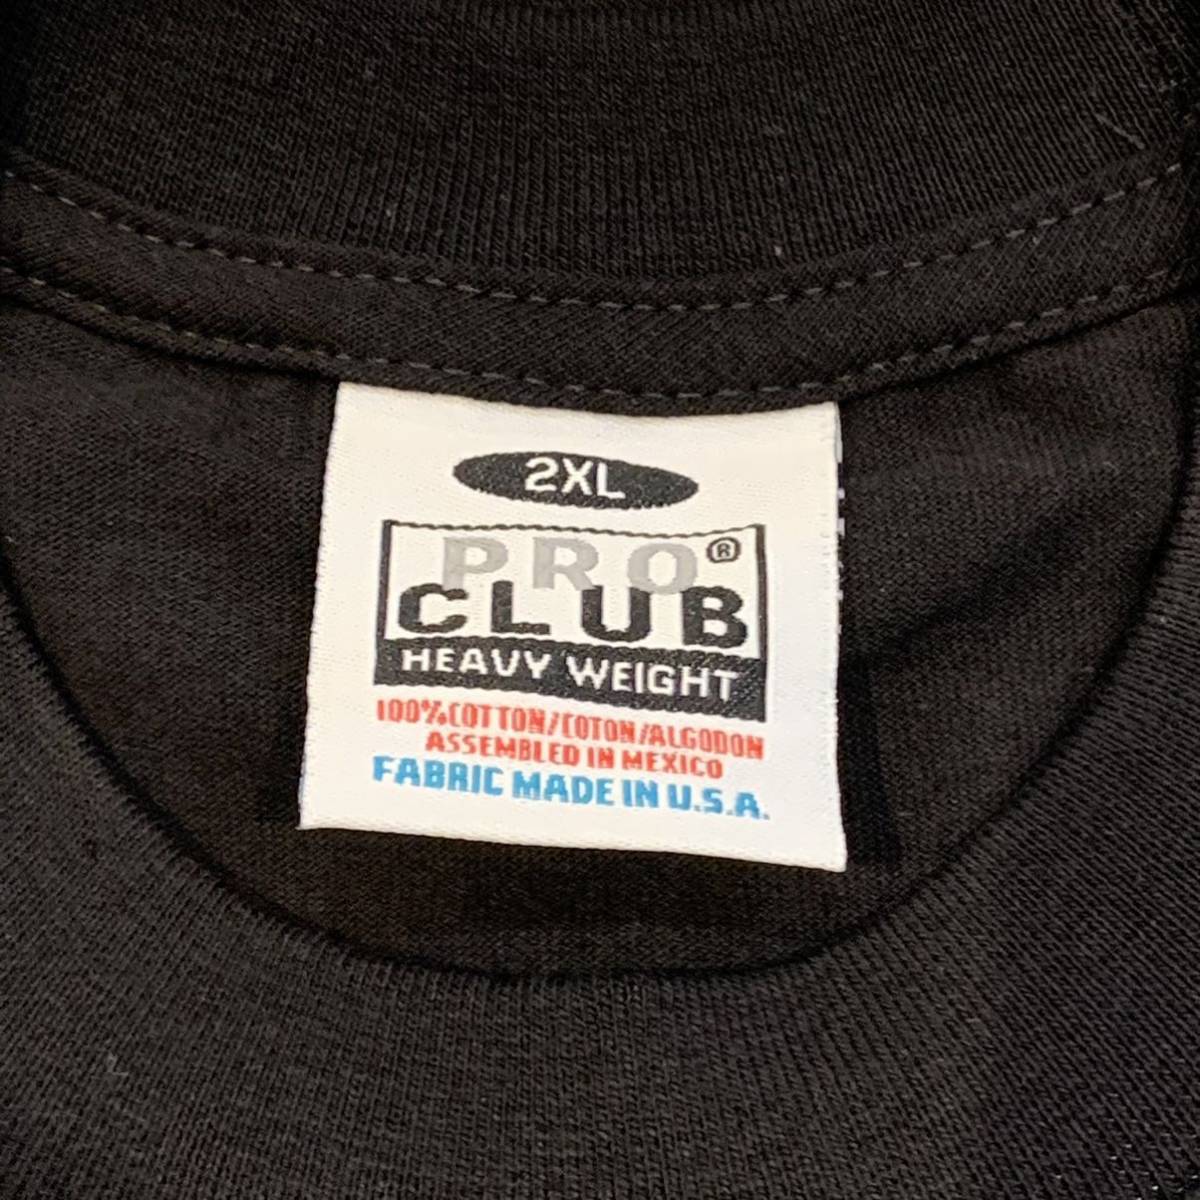 2XL
PRO®
CLUB
HEAVY WEIGHT
100%COTTON/COTON/ALGODON
ASSEMBLED IN MEXICO
FABRIC MADE IN U.S.A.